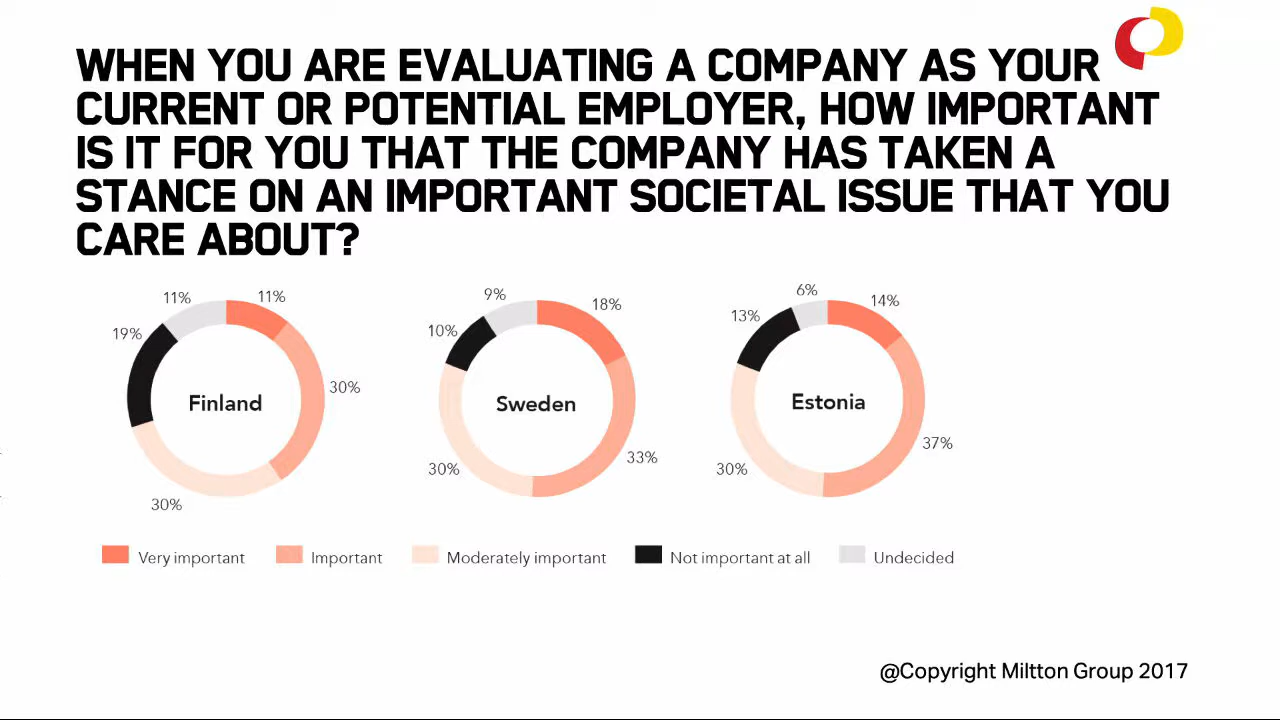 WHEN YOU ARE EVALUATING A COMPANY AS YOUR
CURRENT OR POTENTIAL EMPLOYER, HOW IMPORTANT
IS IT FOR YOU THAT THE COMPANY HAS TAKEN A
STANCE ON AN IMPORTANT SOCIETAL ISSUE THAT YOU
CARE ABOUT?
11%
11%
19%
30%
30%
Finland
9%
18%
10%
30%
33%
Sweden
6%
14%
13%
30%
37%
Estonia
Very important
Important
Moderately important
Not important at all
Undecided
@Copyright Miltton Group 2017